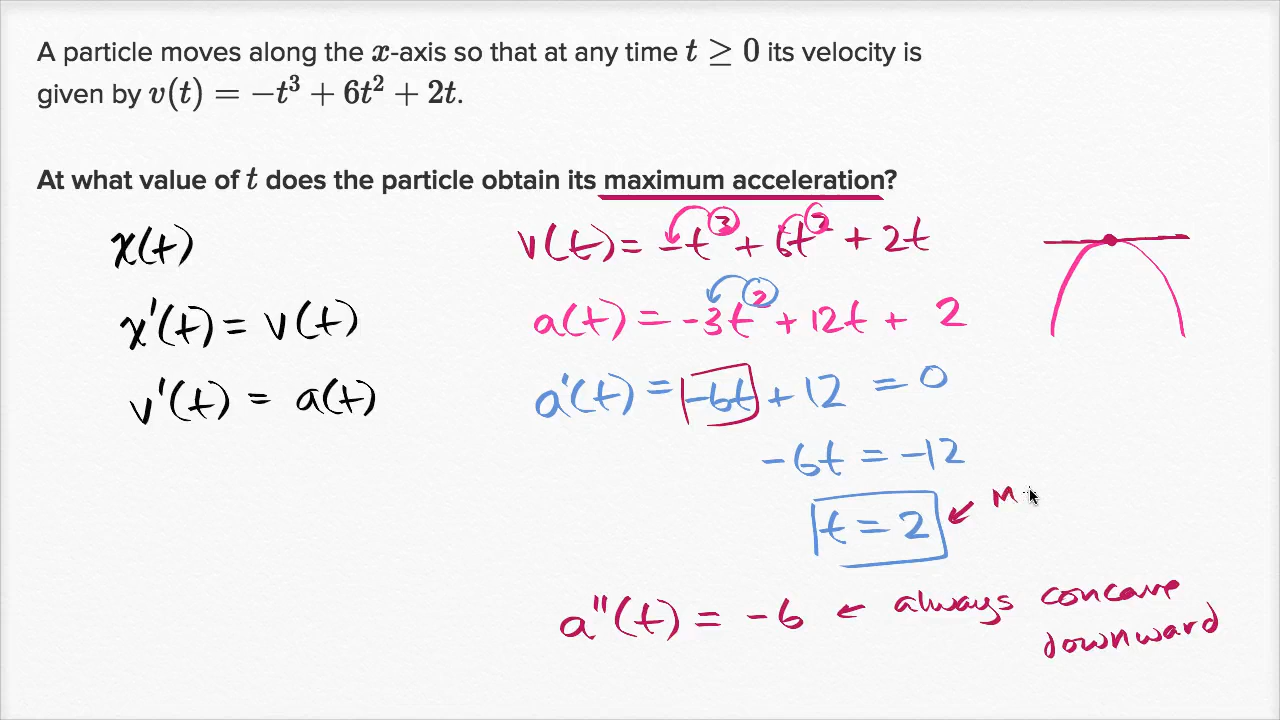 A particle moves along the x-axis so that at any time t ≥ 0 its velocity is
given by v(t) = −t³ + 6t² + 2t.
At what value of t does the particle obtain its maximum acceleration?
x(t)
x'(t) = v(t)
v'(t) = a(t)
v(t) = -t³ + 6t² + 2t
a(t) = -3t² + 12t + 2
a'(t) = -6t + 12 = 0
-6t = -12
t = 2 ← M
a''(t) = -6 ← always concave
downward